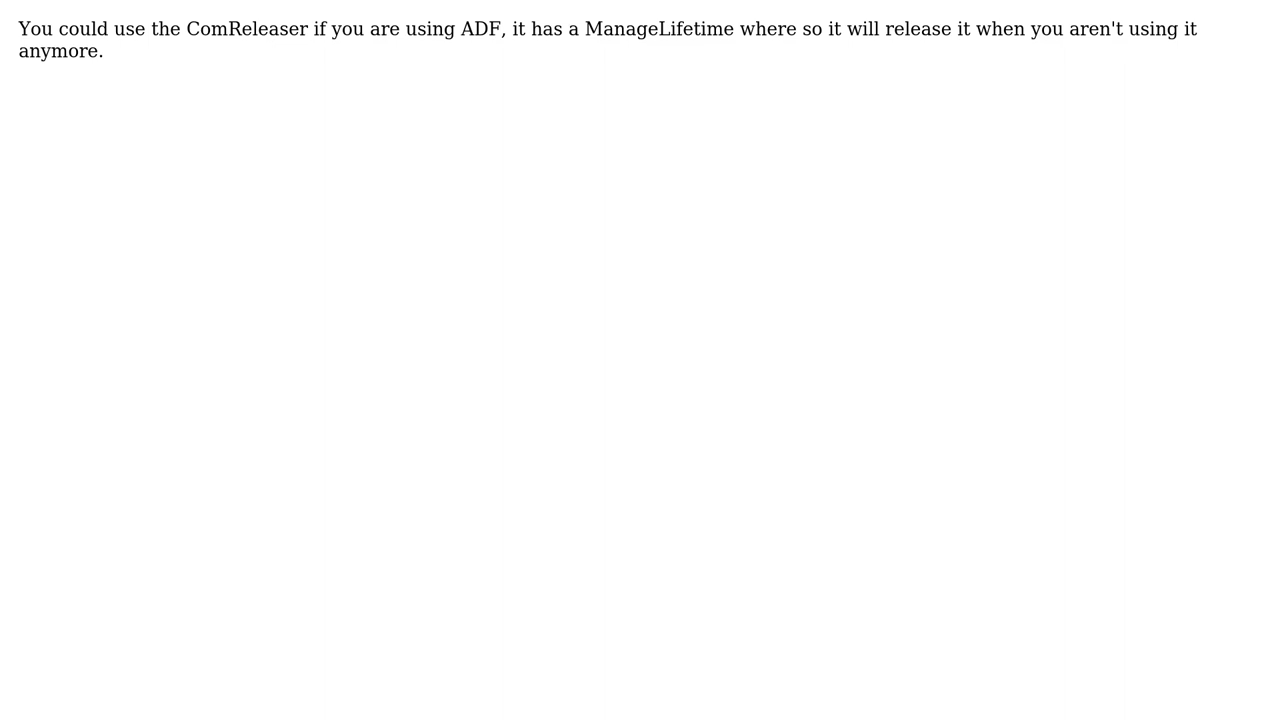 You could use the ComReleaser if you are using ADF, it has a ManageLifetime where so it will release it when you aren't using it
anymore.